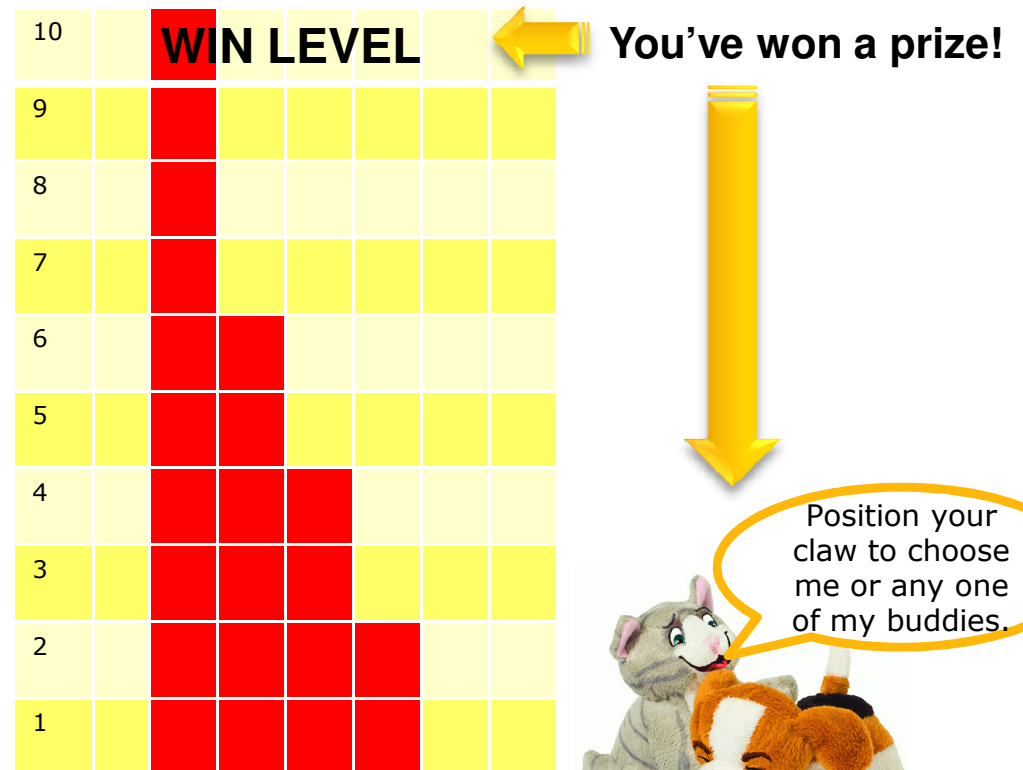 10
WIN LEVEL
You’ve won a prize!
9
8
7
6
5
4
3
2
1
Position your
claw to choose
me or any one
of my buddies.